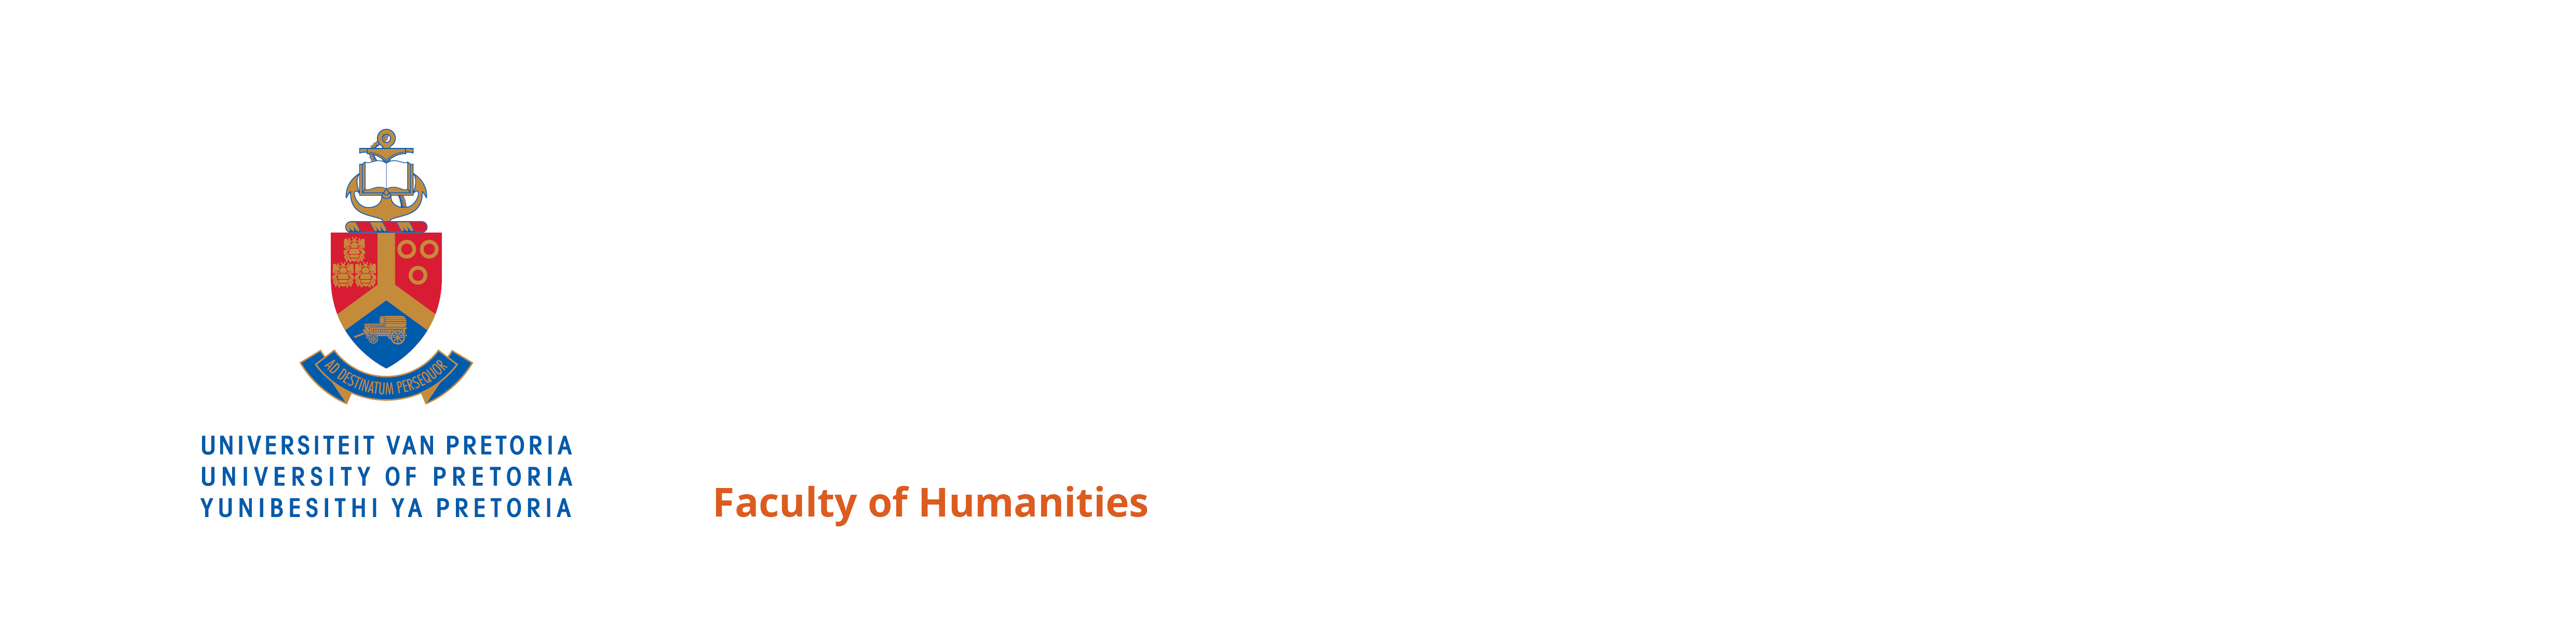 AD DESTINATUM PERSEQUOR
UNIVERSITEIT VAN PRETORIA
UNIVERSITY OF PRETORIA
YUNIBESITHI YA PRETORIA
Faculty of Humanities